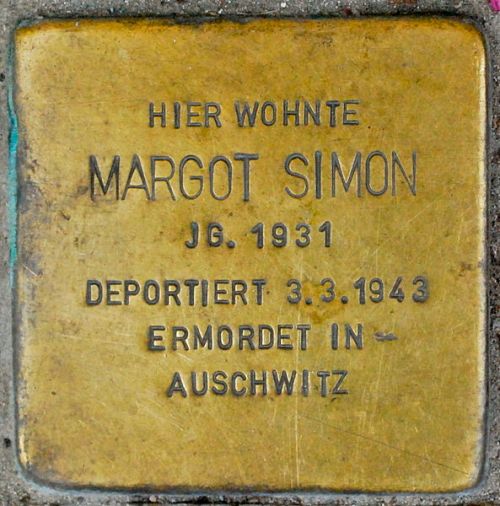 HIER WOHNTE
MARGOT SIMON
JG. 1931
DEPORTIERT 3.3.1943
ERMORDET IN ~
AUSCHWITZ